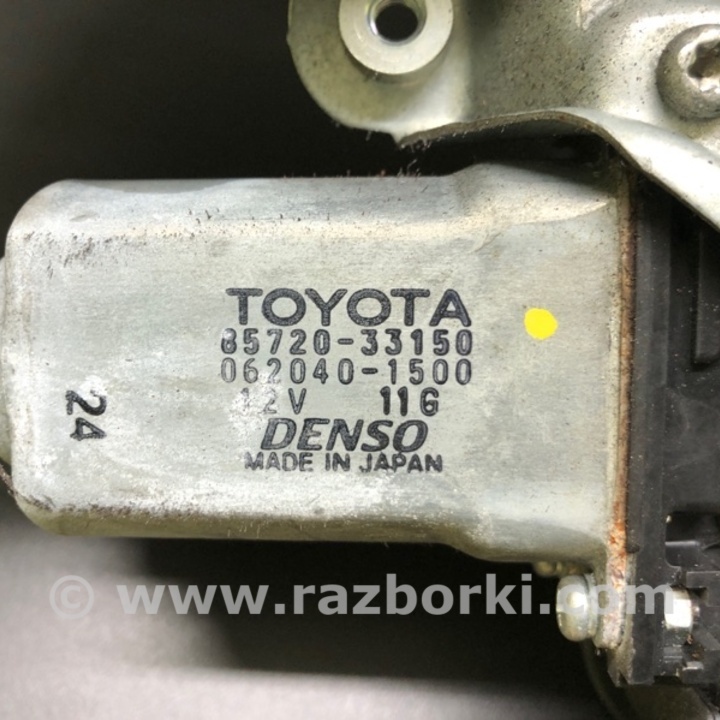 TOYOTA
85720-33150
062040-1500
12V 11G
DENSO
MADE IN JAPAN
24
© www.razborki.com